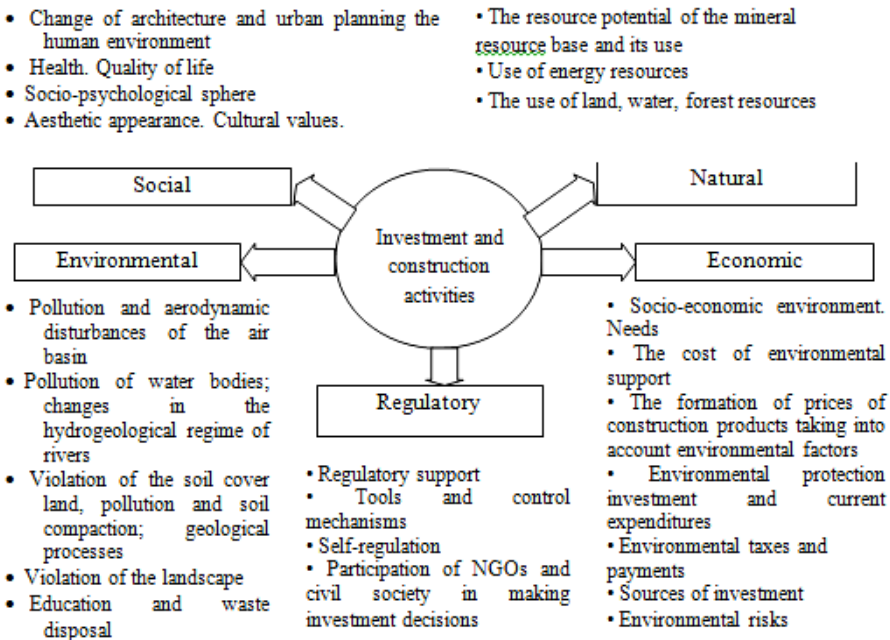 • Change of architecture and urban planning the
human environment
• Health. Quality of life
• Socio-psychological sphere
• Aesthetic appearance. Cultural values.
• The resource potential of the mineral
resource base and its use
• Use of energy resources
• The use of land, water, forest resources
Social
Natural
Investment and
construction
activities
Environmental
Economic
Regulatory
• Pollution and aerodynamic
disturbances of the air
basin
• Pollution of water bodies;
changes in the
hydrogeological regime of
rivers
• Violation of the soil cover
land, pollution and soil
compaction; geological
processes
• Violation of the landscape
• Education and waste
disposal
• Regulatory support
• Tools and control
mechanisms
• Self-regulation
• Participation of NGOs and
civil society in making
investment decisions
• Socio-economic environment.
Needs
• The cost of environmental
support
• The formation of prices of
construction products taking into
account environmental factors
• Environmental protection
investment and current
expenditures
• Environmental taxes and
payments
• Sources of investment
• Environmental risks